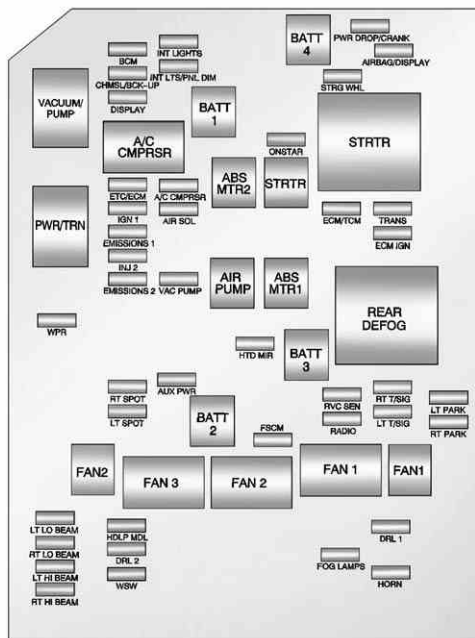 BATT
4
PWR DROP/CRANK
INT LIGHTS
BCM
AIRBAG/DISPLAY
CHMSL/BCK-UP
INT LTS/PNL DIM
STRG WHL
DISPLAY
VACUUM/
PUMP
BATT
1
A/C
CMPRSR
ONSTAR
STRTR
ABS
MTR2
STRTR
ETC/ECM
A/C CMPRSR
PWR/TRN
IGN 1
AIR SOL
ECM/TCM
TRANS
EMISSIONS 1
ECM IGN
INJ 2
EMISSIONS 2
VAC PUMP
AIR
PUMP
ABS
MTR1
REAR
DEFOG
WPR
HTD MIR
BATT
3
RT SPOT
AUX PWR
RVC SEN
RT T/SIG
LT PARK
LT SPOT
BATT
2
FSCM
RADIO
LT T/SIG
RT PARK
FAN2
FAN 3
FAN 2
FAN 1
FAN1
LT LO BEAM
HDLP MDL
DRL 1
RT LO BEAM
DRL 2
FOG LAMPS
LT HI BEAM
WSW
HORN
RT HI BEAM